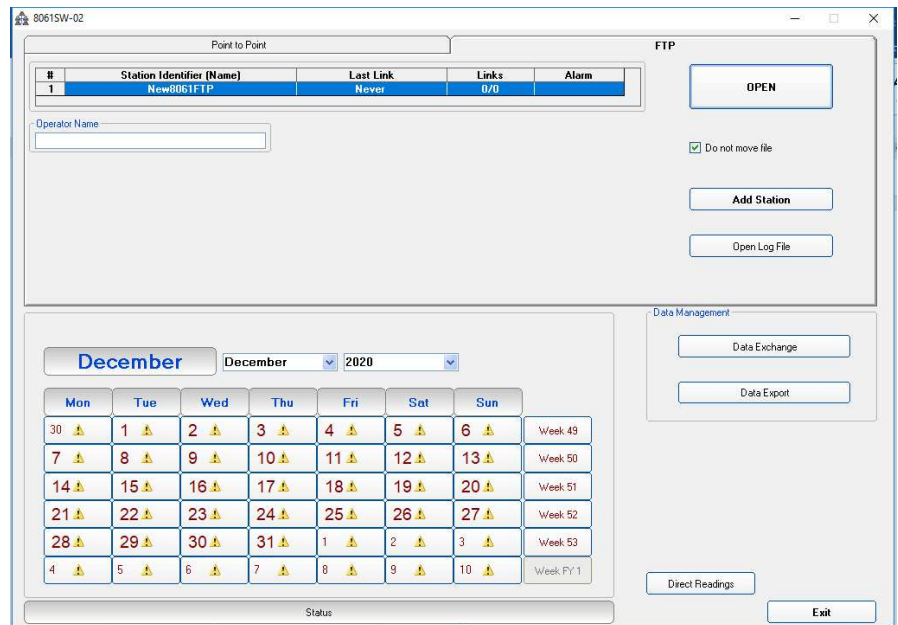 8061SW-02
Point to Point
FTP
# Station Identifier (Name) Last Link Links Alarm
1 New8061FTP Never 0/0
OPEN
Operator Name
Do not move file
Add Station
Open Log File
Data Management
Data Exchange
Data Export
December December 2020
Mon Tue Wed Thu Fri Sat Sun
30 1 2 3 4 5 6 Week 49
7 8 9 10 11 12 13 Week 50
14 15 16 17 18 19 20 Week 51
21 22 23 24 25 26 27 Week 52
28 29 30 31 1 2 3 Week 53
4 5 6 7 8 9 10 Week FY 1
Direct Readings
Status
Exit